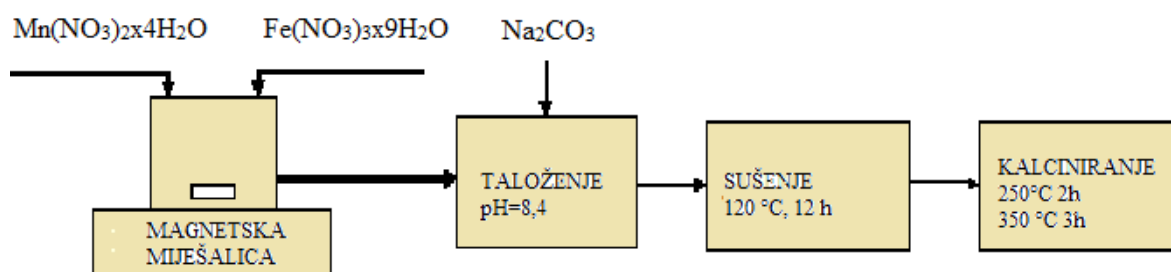 Mn(NO3)2x4H2O
Fe(NO3)3x9H2O
Na2CO3
MAGNETSKA
MIJEŠALICA
TALOŽENJE
pH=8,4
SUŠENJE
120 °C, 12 h
KALCINIRANJE
250°C 2h
350 °C 3h